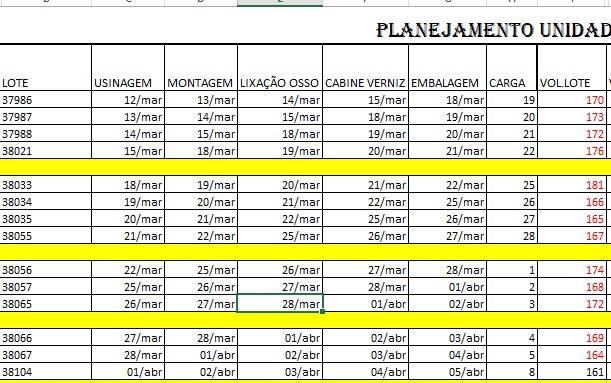 PLANEJAMENTO UNIDAD
LOTE USINAGEM MONTAGEM LIXAÇÃO OSSO CABINE VERNIZ EMBALAGEM CARGA VOL.LOTE
37986 12/mar 13/mar 14/mar 15/mar 18/mar 19 170
37987 13/mar 14/mar 15/mar 18/mar 19/mar 20 173
37988 14/mar 15/mar 18/mar 19/mar 20/mar 21 172
38021 15/mar 18/mar 19/mar 20/mar 21/mar 22 176
38033 18/mar 19/mar 20/mar 21/mar 22/mar 25 181
38034 19/mar 20/mar 21/mar 22/mar 25/mar 26 166
38035 20/mar 21/mar 22/mar 25/mar 26/mar 27 165
38055 21/mar 22/mar 25/mar 26/mar 27/mar 28 167
38056 22/mar 25/mar 26/mar 27/mar 28/mar 1 174
38057 25/mar 26/mar 27/mar 28/mar 01/abr 2 168
38065 26/mar 27/mar 28/mar 01/abr 02/abr 3 172
38066 27/mar 28/mar 01/abr 02/abr 03/abr 4 169
38067 28/mar 01/abr 02/abr 03/abr 04/abr 5 164
38104 01/abr 02/abr 03/abr 04/abr 05/abr 8 161